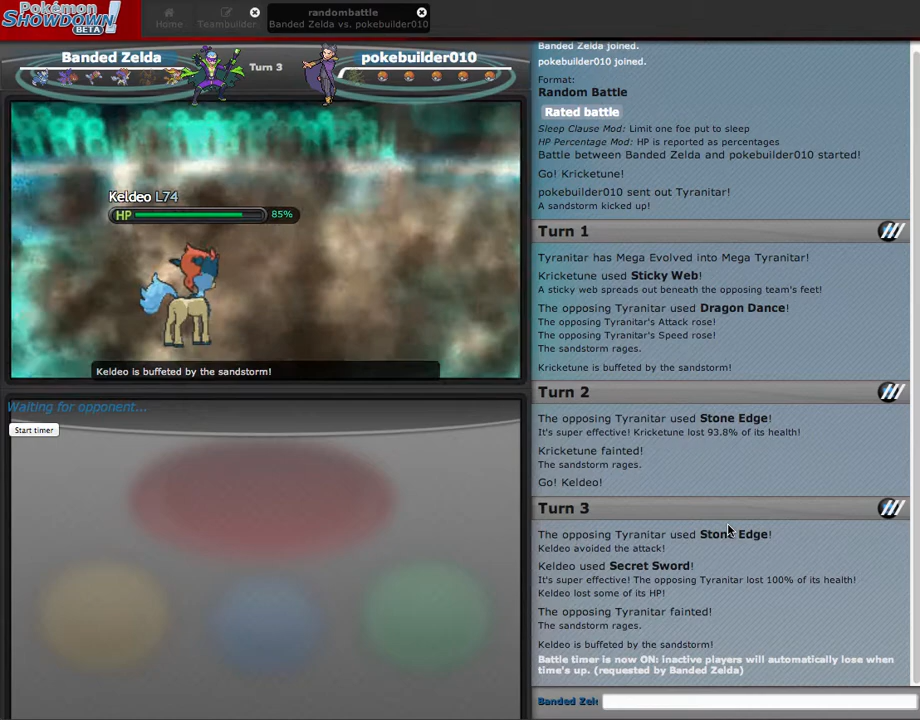 Pokémon
SHOWDOWN!
BETA
Home
Teambuilder
randombattle
Banded Zelda vs. pokebuilder010
Banded Zelda
Turn 3
pokebuilder010
Keldeo L74
HP 85%
Keldeo is buffeted by the sandstorm!
Waiting for opponent...
Start timer
Banded Zelda joined.
pokebuilder010 joined.
Format:
Random Battle
Rated battle
Sleep Clause Mod: Limit one foe put to sleep
HP Percentage Mod: HP is reported as percentages
Battle between Banded Zelda and pokebuilder010 started!
Go! Kricketune!
pokebuilder010 sent out Tyranitar!
A sandstorm kicked up!
Turn 1
Tyranitar has Mega Evolved into Mega Tyranitar!
Kricketune used Sticky Web!
A sticky web spreads out beneath the opposing team's feet!
The opposing Tyranitar used Dragon Dance!
The opposing Tyranitar's Attack rose!
The opposing Tyranitar's Speed rose!
The sandstorm rages.
Kricketune is buffeted by the sandstorm!
Turn 2
The opposing Tyranitar used Stone Edge!
It's super effective! Kricketune lost 93.8% of its health!
Kricketune fainted!
The sandstorm rages.
Go! Keldeo!
Turn 3
The opposing Tyranitar used Stone Edge!
Keldeo avoided the attack!
Keldeo used Secret Sword!
It's super effective! The opposing Tyranitar lost 100% of its health!
Keldeo lost some of its HP!
The opposing Tyranitar fainted!
The sandstorm rages.
Keldeo is buffeted by the sandstorm!
Battle timer is now ON: inactive players will automatically lose when
time's up. (requested by Banded Zelda)
Banded Zel